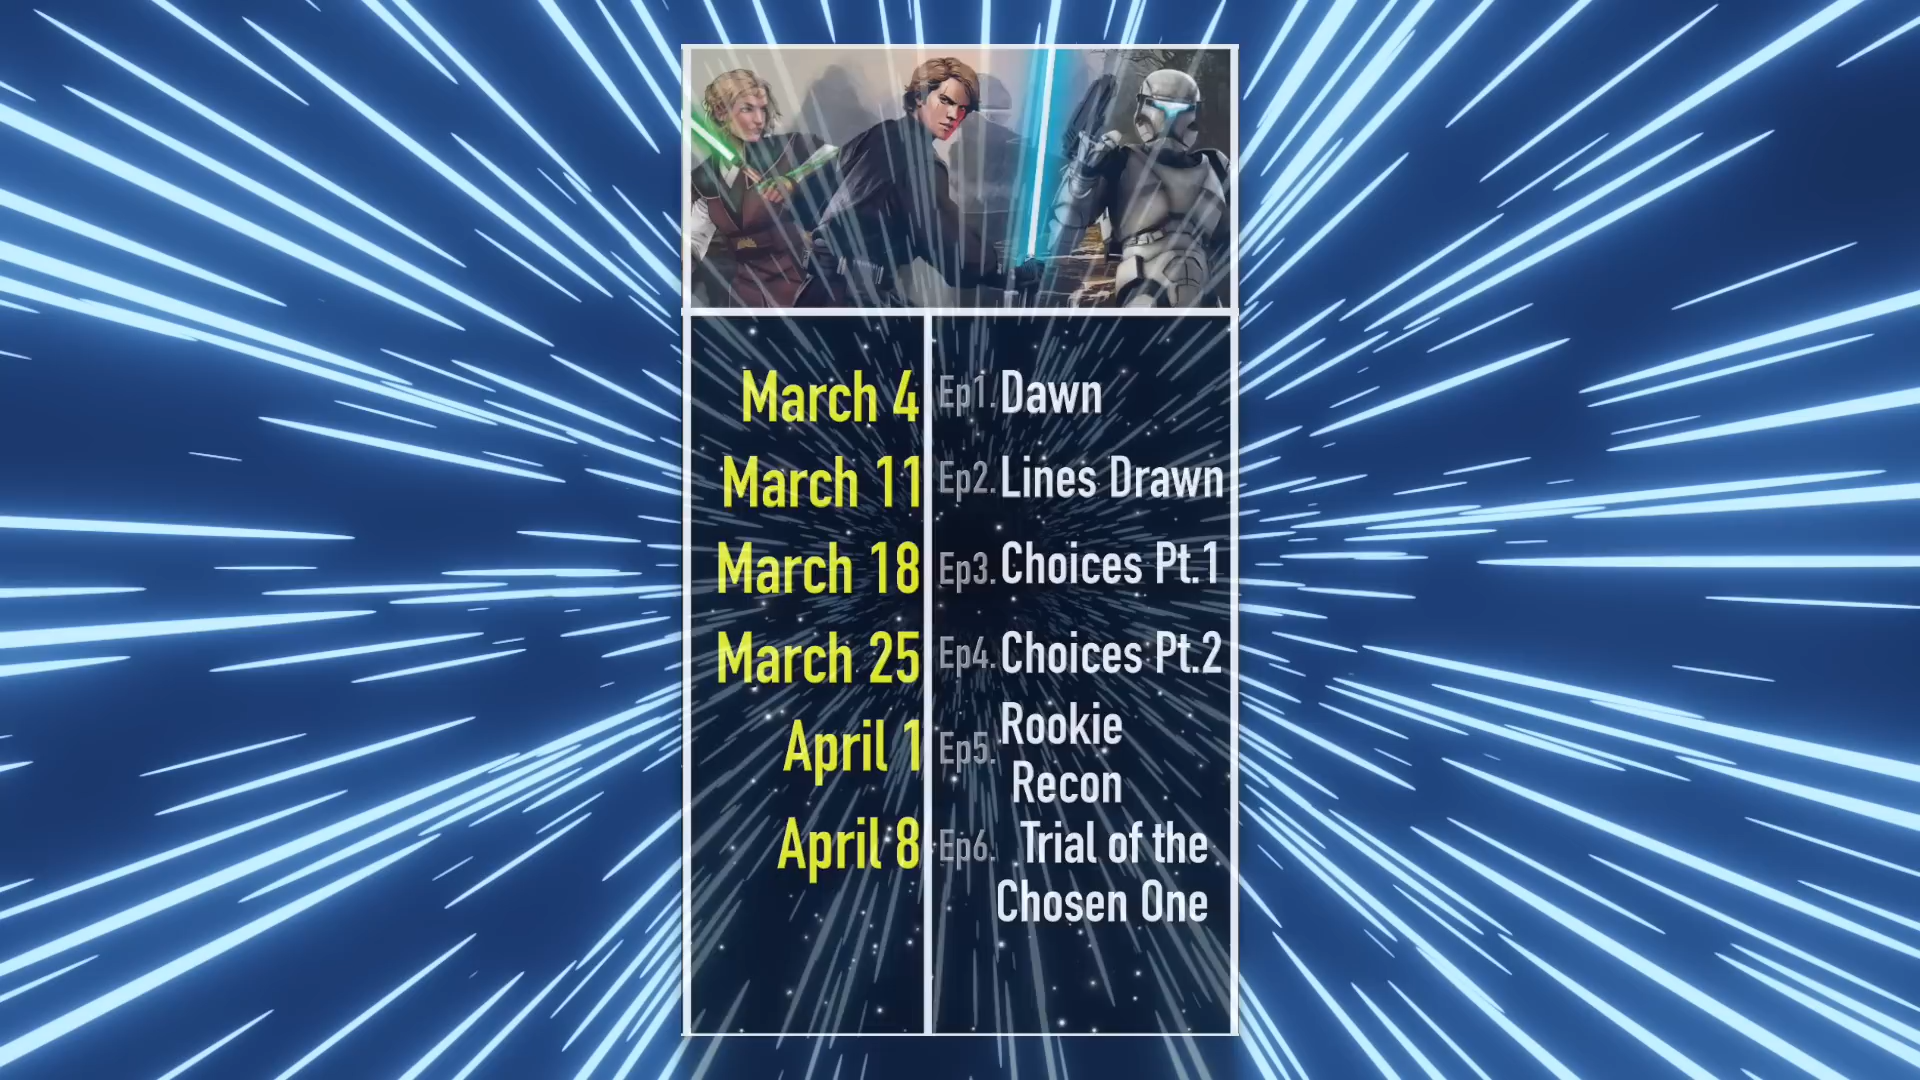 March 4 Ep1. Dawn
March 11 Ep2. Lines Drawn
March 18 Ep3. Choices Pt.1
March 25 Ep4. Choices Pt.2
April 1 Ep5. Rookie
Recon
April 8 Ep6. Trial of the
Chosen One